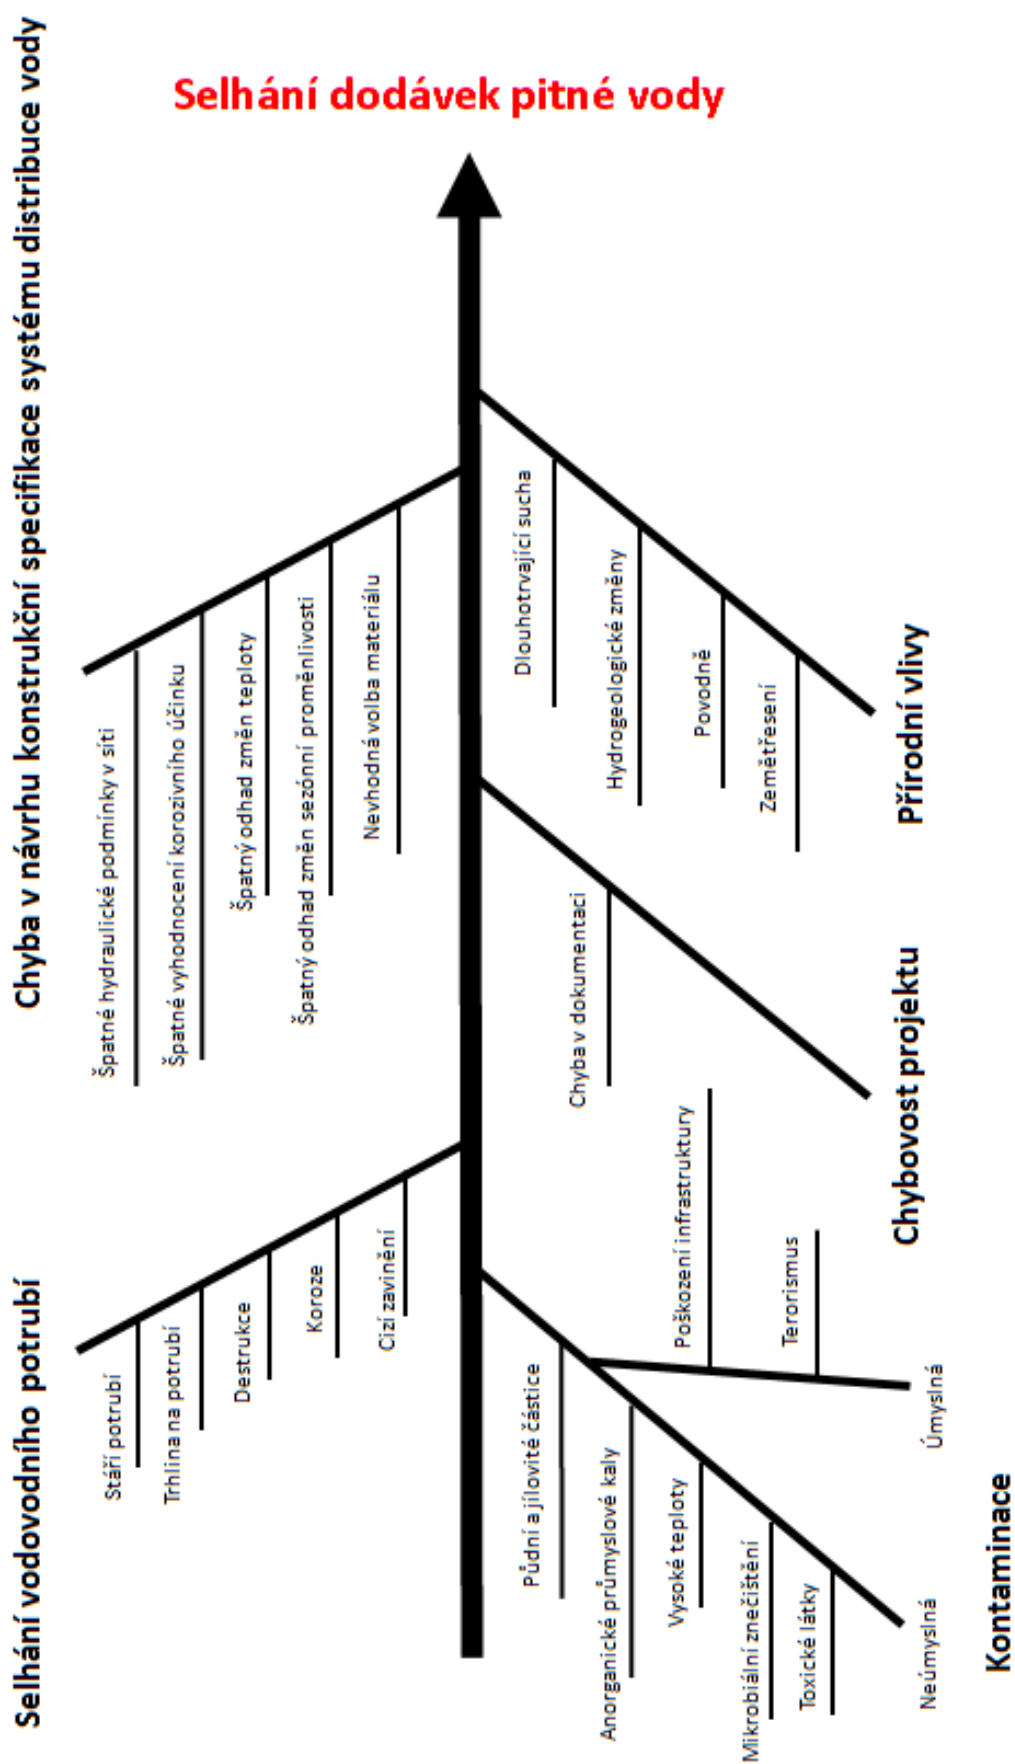 Selhání dodávek pitné vody
Selhání vodovodního potrubí
Stáří potrubí
Trhlina na potrubí
Destrukce
Koroze
Cizí zavinění
Chyba v návrhu konstrukční specifikace systému distribuce vody
Špatné hydraulické podmínky v síti
Špatné vyhodnocení korozivního účinku
Špatný odhad změn teploty
Špatný odhad změn sezónní proměnlivosti
Nevhodná volba materiálu
Půdní a jílovité částice
Anorganické průmyslové kaly
Vysoké teploty
Mikrobiální znečištění
Toxické látky
Neúmyslná
Poškození infrastruktury
Terorismus
Úmyslná
Kontaminace
Chyba v dokumentaci
Chybovost projektu
Dlouhotrvající sucha
Hydrogeologické změny
Povodně
Zemětřesení
Přírodní vlivy